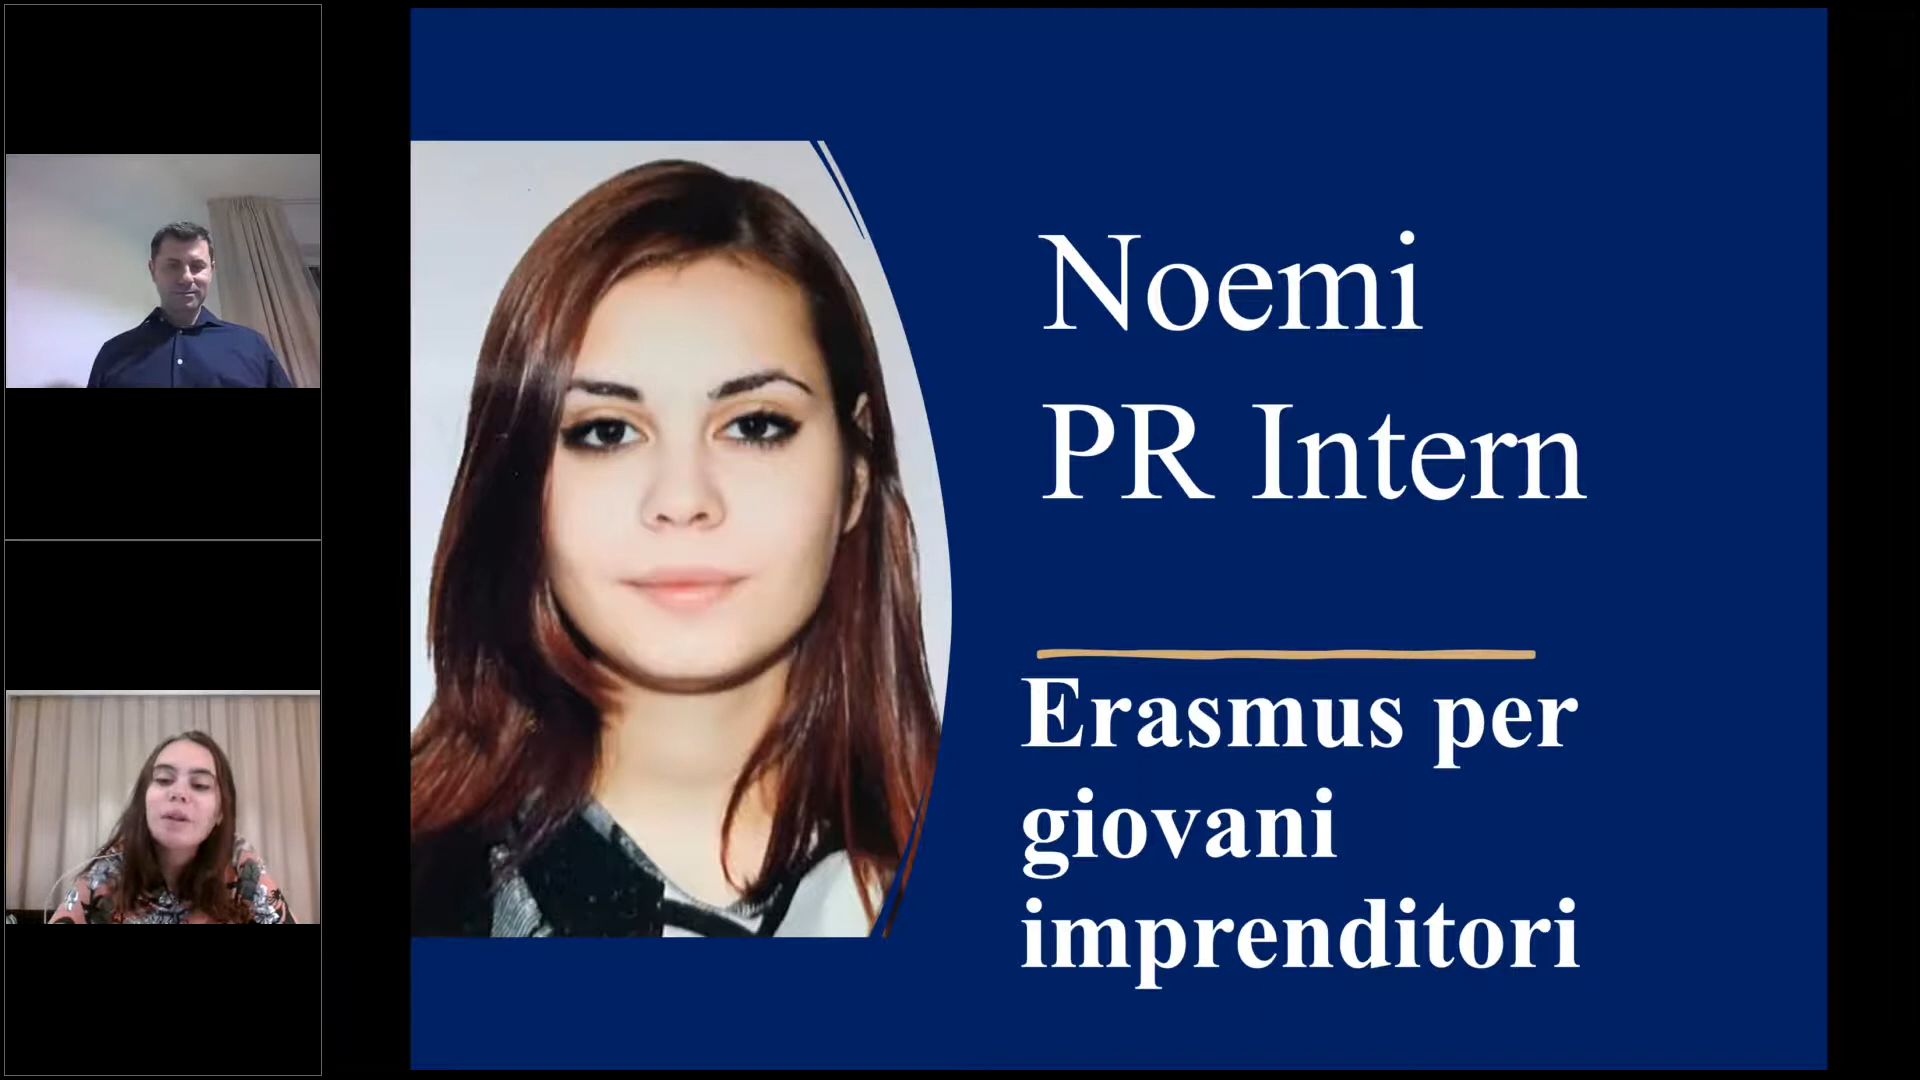 Noemi
PR Intern
Erasmus per
giovani
imprenditori